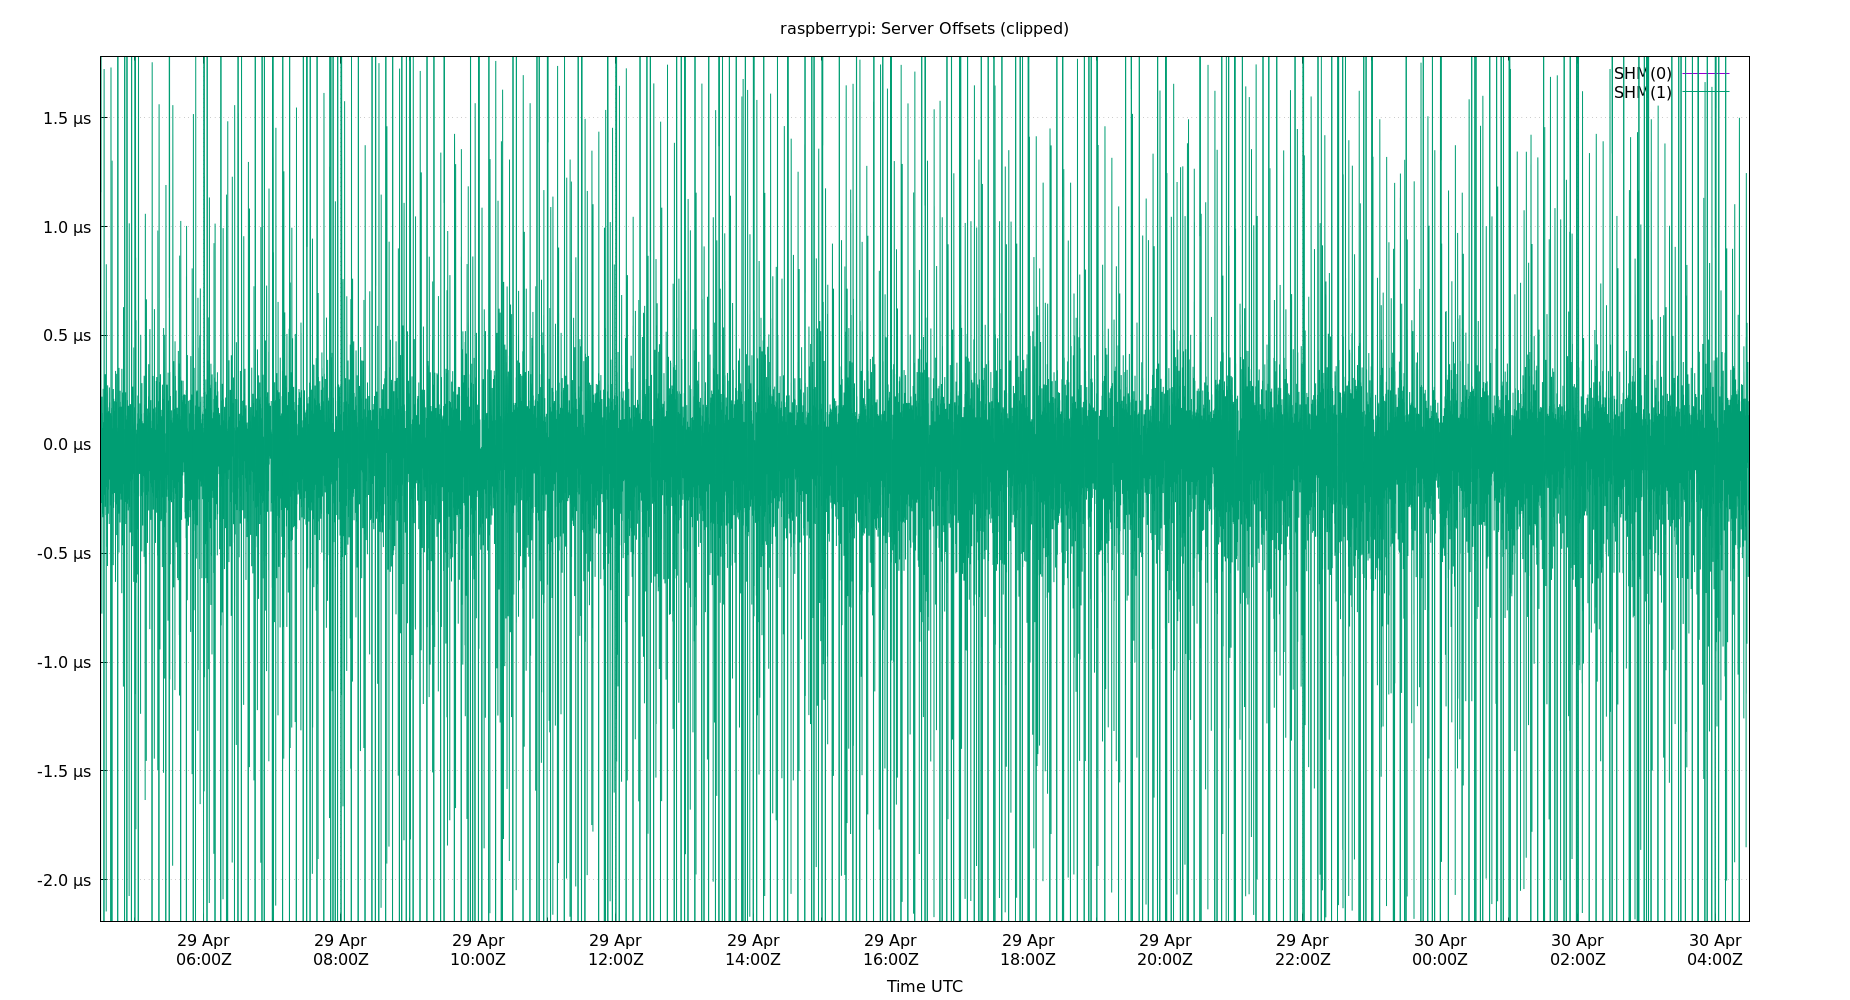 raspberrypi: Server Offsets (clipped)
SHM(0)
SHM(1)
1.5 µs
1.0 µs
0.5 µs
0.0 µs
-0.5 µs
-1.0 µs
-1.5 µs
-2.0 µs
29 Apr 29 Apr 29 Apr 29 Apr 29 Apr 29 Apr 29 Apr 29 Apr 29 Apr 30 Apr 30 Apr 30 Apr
06:00Z 08:00Z 10:00Z 12:00Z 14:00Z 16:00Z 18:00Z 20:00Z 22:00Z 00:00Z 02:00Z 04:00Z
Time UTC